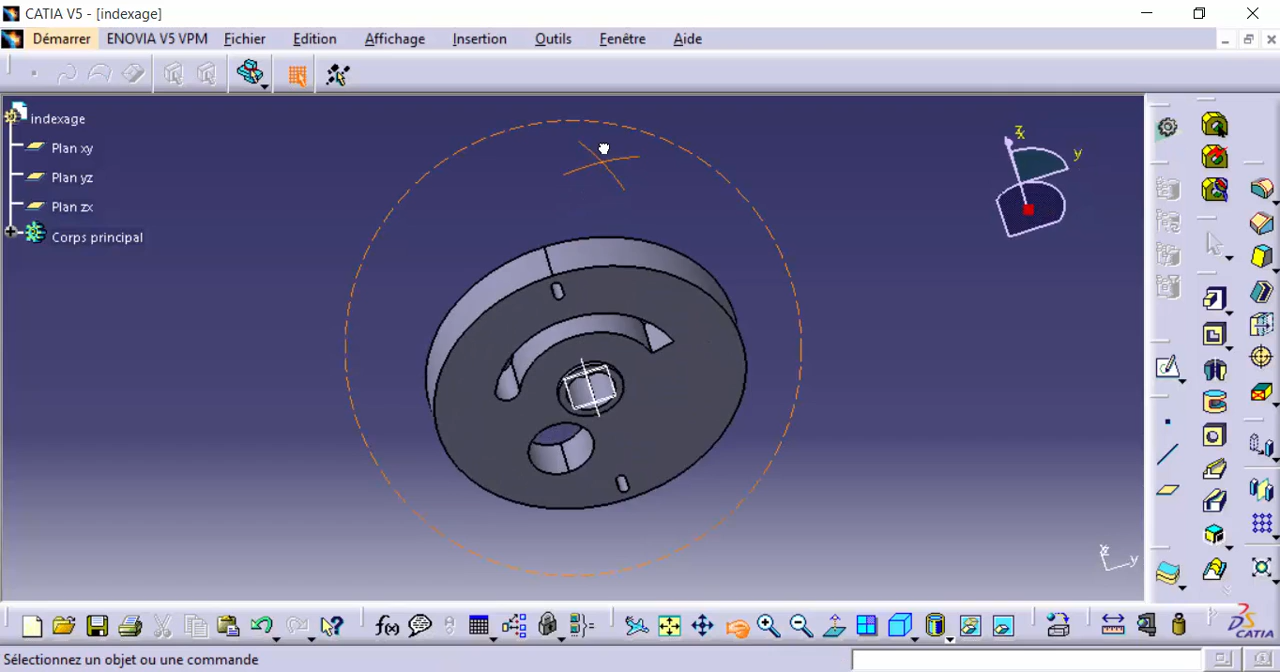 CATIA V5 - [indexage]
Démarrer ENOVIA V5 VPM Fichier Edition Affichage Insertion Outils Fenêtre Aide
indexage
Plan xy
Plan yz
Plan zx
Corps principal
y
y
f(x)
CATIA
Sélectionnez un objet ou une commande